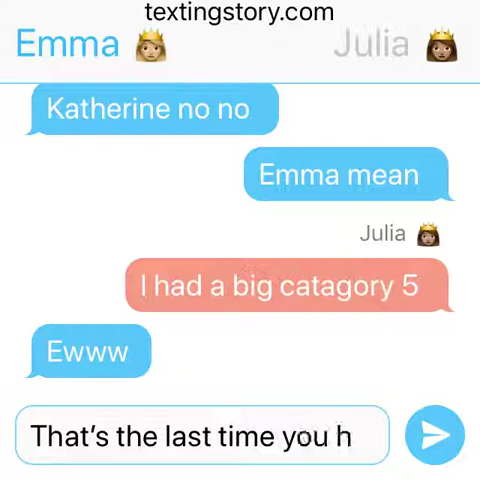 textingstory.com
Emma 👸🏼 Julia 👸🏾
Katherine no no
Emma mean
Julia 👸🏾
I had a big catagory 5
Ewww
That’s the last time you h